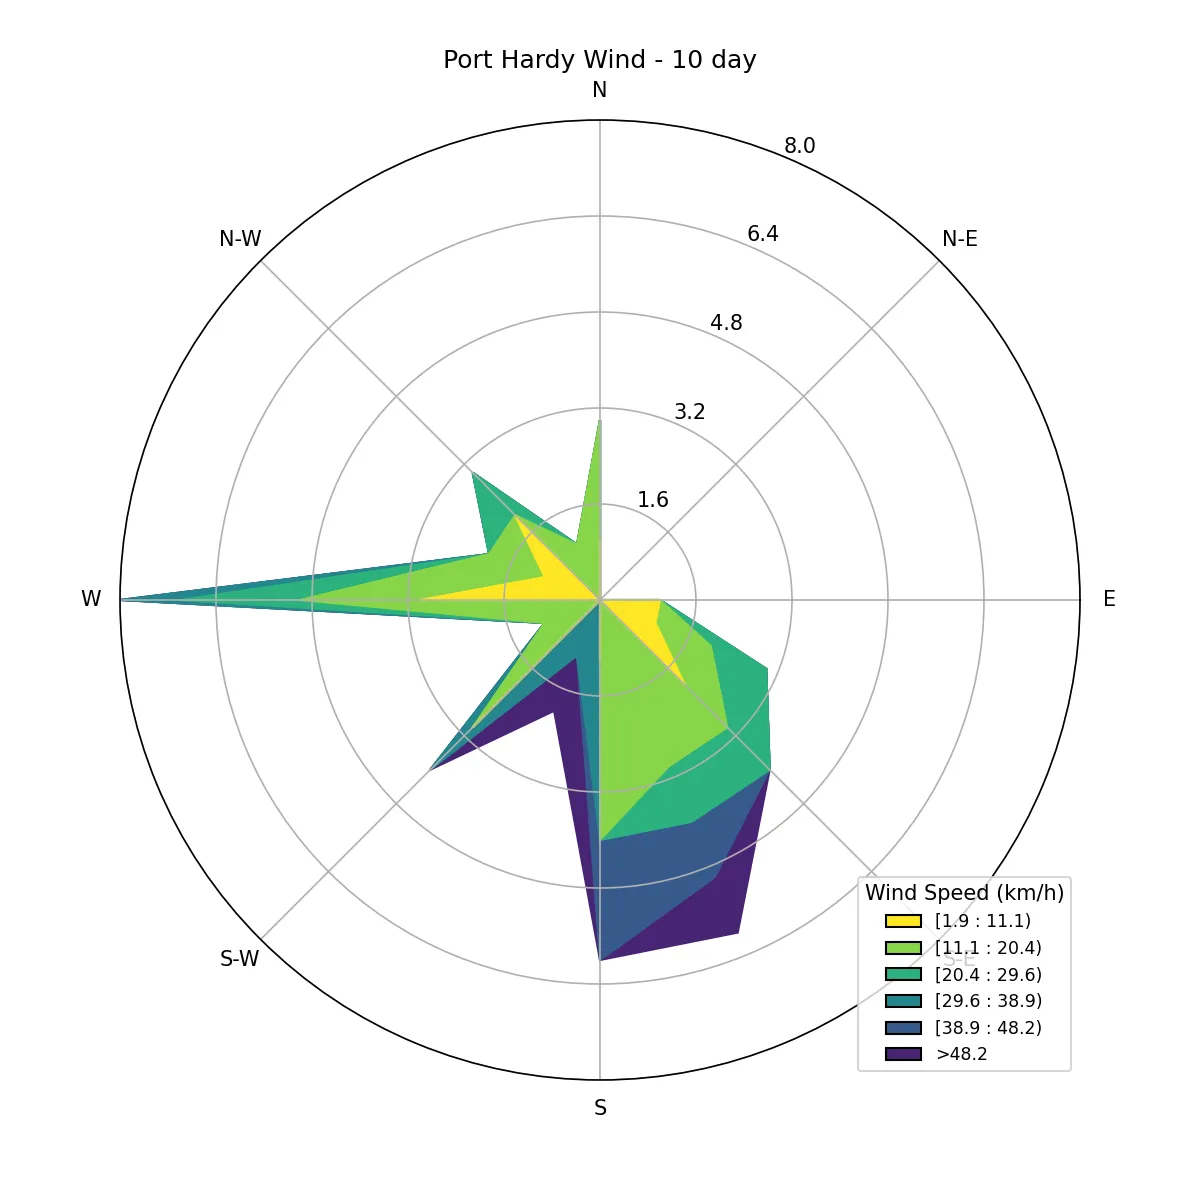 Port Hardy Wind - 10 day
N
8.0
N-W
6.4
N-E
4.8
3.2
1.6
W
E
Wind Speed (km/h)
[1.9 : 11.1)
[11.1 : 20.4)
[20.4 : 29.6)
[29.6 : 38.9)
[38.9 : 48.2)
>48.2
S-W
S-E
S